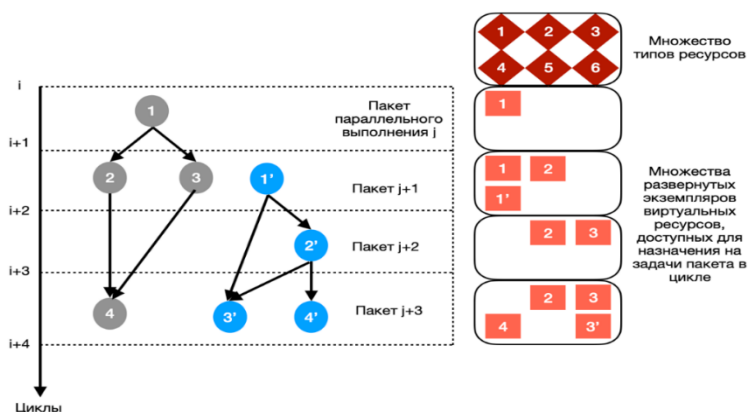 1 2 3
4 5 6
Множество
типов ресурсов
i
1
Пакет
параллельного
выполнения j
1
i+1
2 3 1'
Пакет j+1
1 2
1'
Множества
развернутых
экземпляров
виртуальных
ресурсов,
доступных для
назначения на
задачи пакета в
цикле
i+2
2'
Пакет j+2
2 3
i+3
4 3' 4'
Пакет j+3
2 3
4 3'
i+4
Циклы